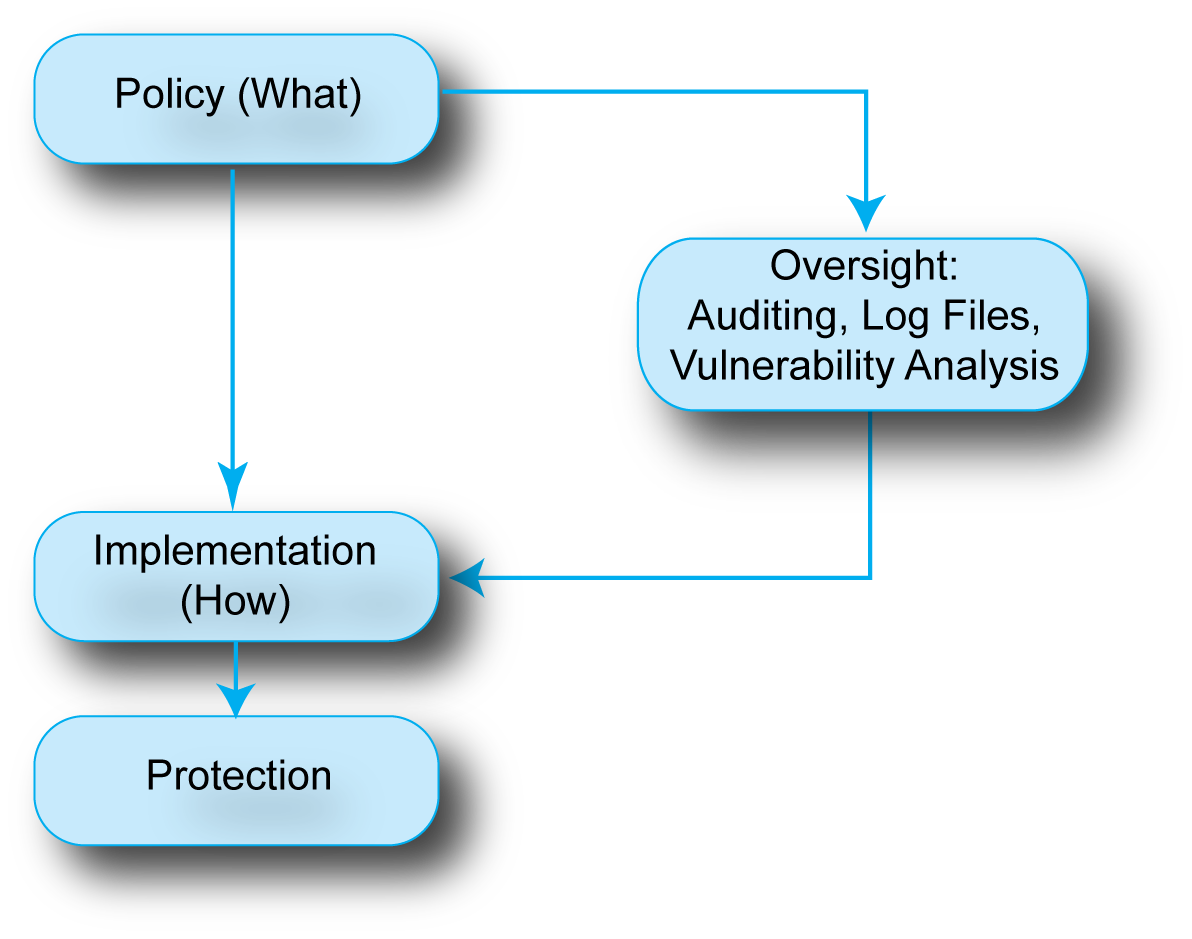 Policy (What)
Oversight:
Auditing, Log Files,
Vulnerability Analysis
Implementation
(How)
Protection